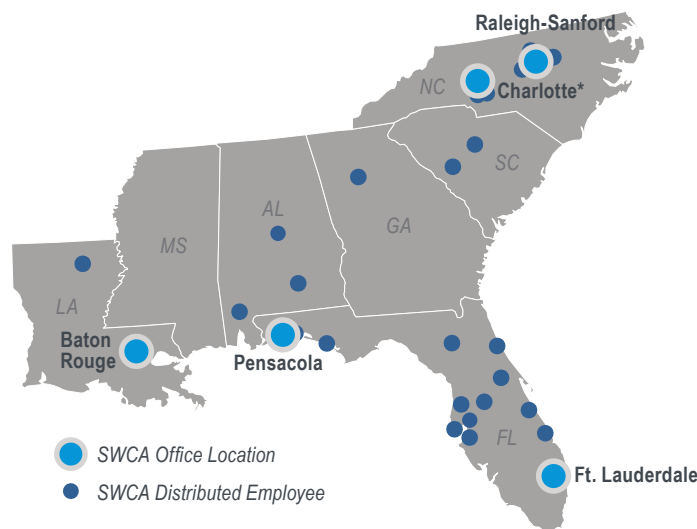 Raleigh-Sanford
NC
Charlotte*
SC
AL
MS
GA
LA
Baton
Rouge
Pensacola
FL
SWCA Office Location
Ft. Lauderdale
SWCA Distributed Employee